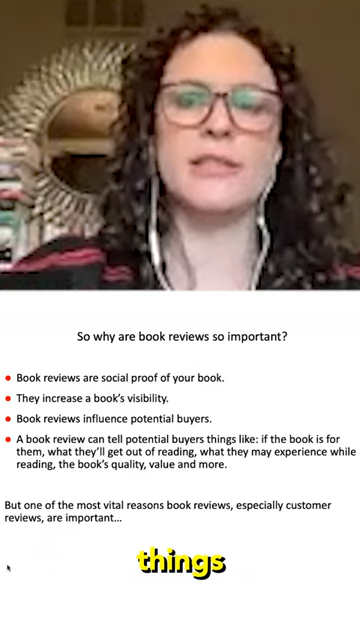 So why are book reviews so important?
• Book reviews are social proof of your book.
• They increase a book's visibility.
• Book reviews influence potential buyers.
• A book review can tell potential buyers things like: if the book is for
them, what they'll get out of reading, what they may experience while
reading, the book's quality, value and more.
But one of the most vital reasons book reviews, especially customer
reviews, are important…
things